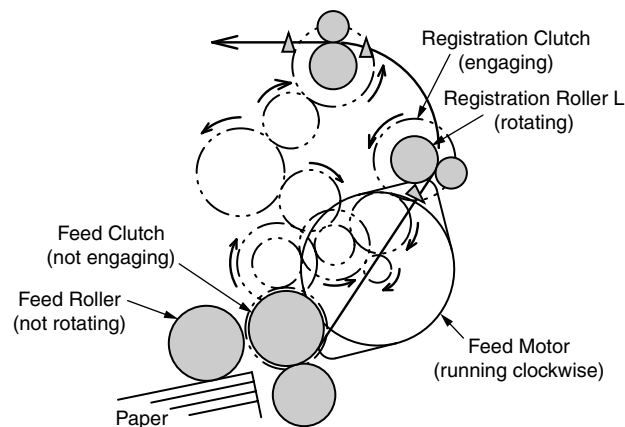 Registration Clutch
(engaging)
Registration Roller L
(rotating)
Feed Clutch
(not engaging)
Feed Roller
(not rotating)
Feed Motor
(running clockwise)
Paper